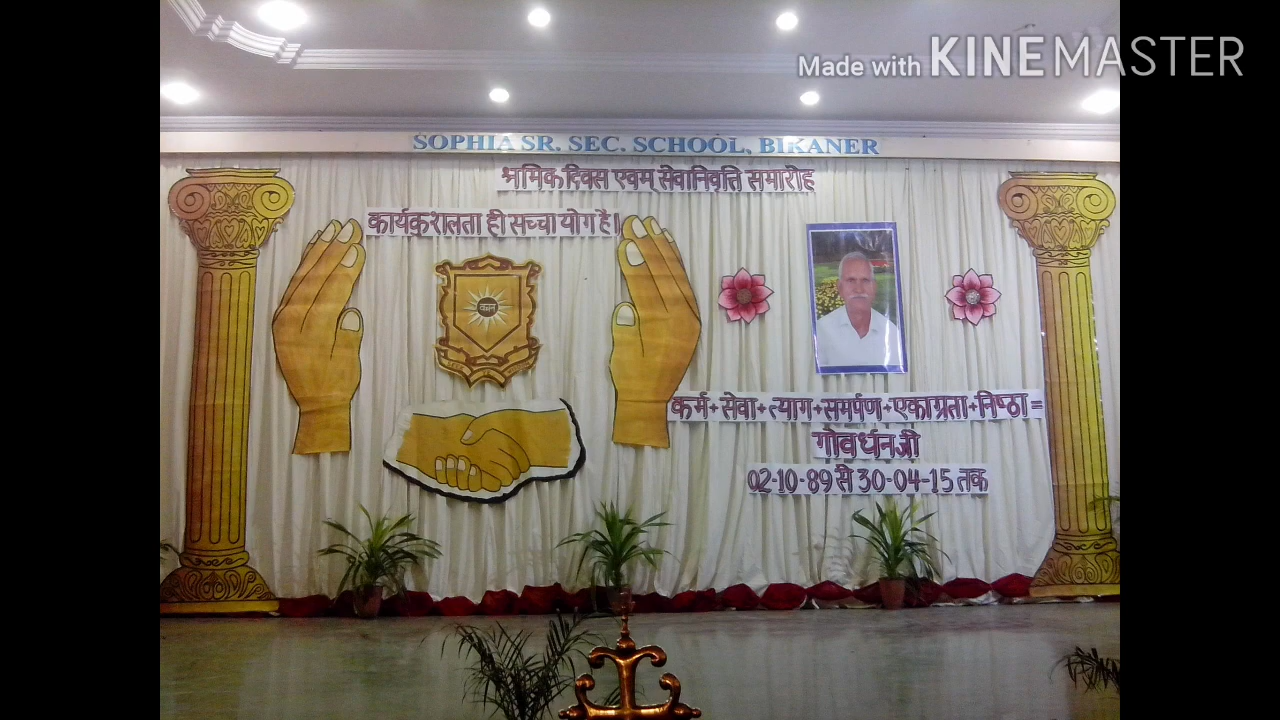 Made with KINEMASTER
SOPHIA SR. SEC. SCHOOL, BIKANER
श्रमिक दिवस एवम् सेवानिवृति समारोह
कार्यकुशलता ही सच्चा योग है।
कर्म + सेवा + त्याग + समर्पण + एकाग्रता + निष्ठा =
गोवर्धनजी
02-10-89 से 30-04-15 तक